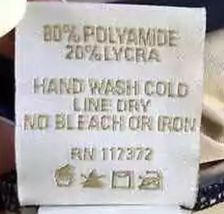 80% POLYAMIDE
20% LYCRA
HAND WASH COLD
LINE DRY
NO BLEACH OR IRON
RN 117372